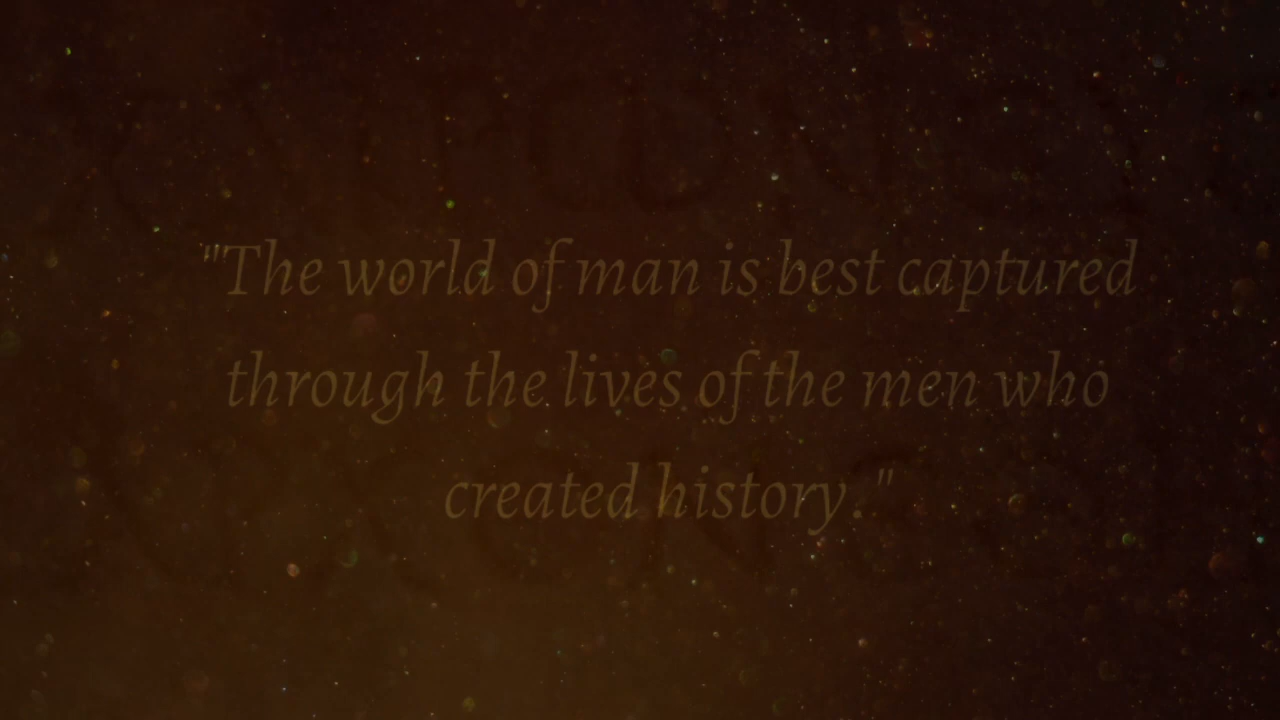 "The world of man is best captured
through the lives of the men who
created history."